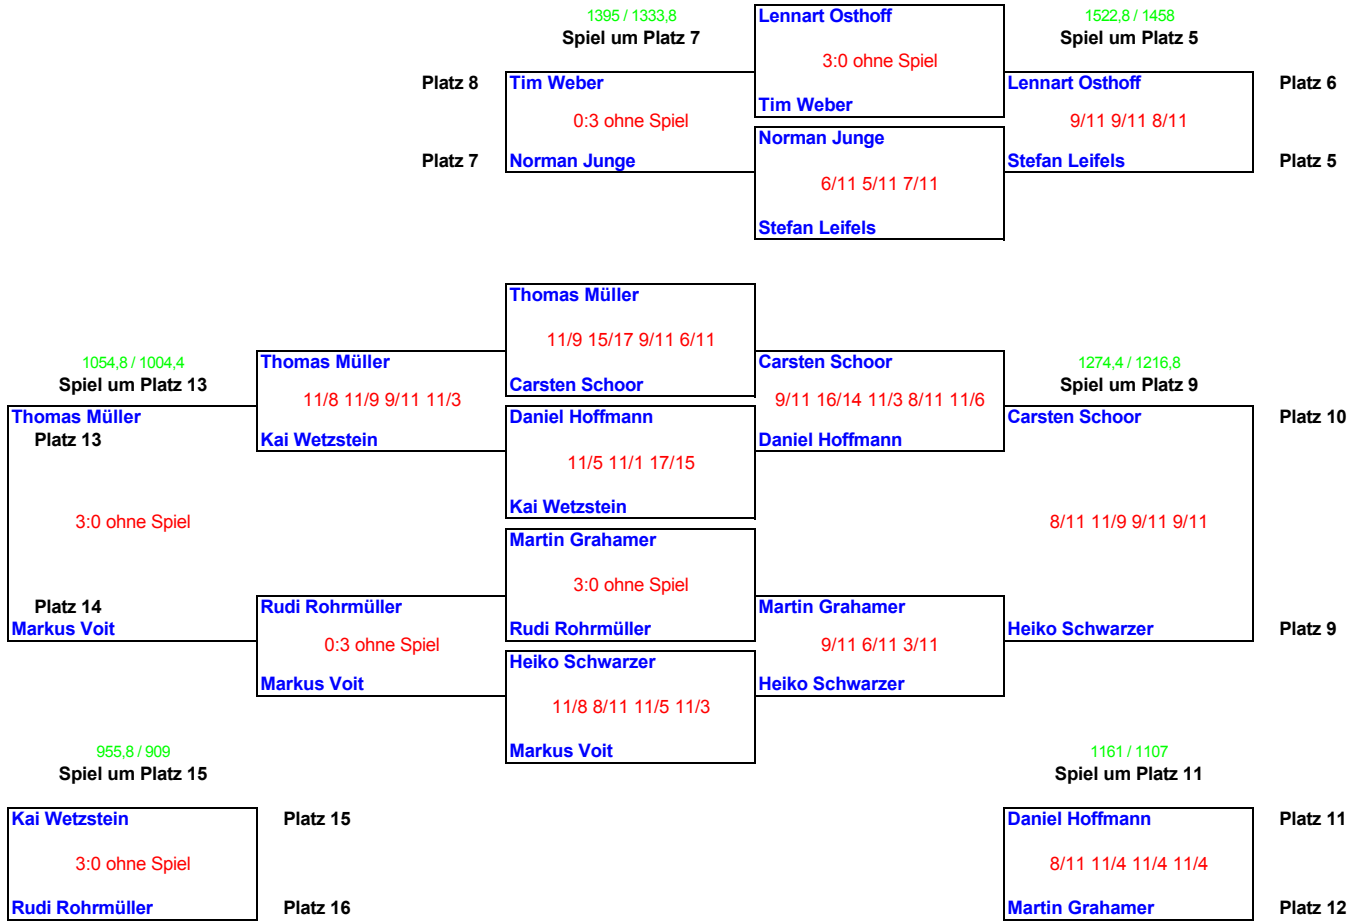 1395 / 1333,8 Lennart Osthoff 1522,8 / 1458
Spiel um Platz 7 Spiel um Platz 5
3:0 ohne Spiel
Platz 8 Tim Weber Lennart Osthoff Platz 6
Tim Weber
0:3 ohne Spiel 9/11 9/11 8/11
Norman Junge
Platz 7 Norman Junge Stefan Leifels Platz 5
6/11 5/11 7/11
Stefan Leifels
Thomas Müller
11/9 15/17 9/11 6/11
1054,8 / 1004,4 Thomas Müller Carsten Schoor 1274,4 / 1216,8
Spiel um Platz 13 Carsten Schoor Spiel um Platz 9
11/8 11/9 9/11 11/3 9/11 16/14 11/3 8/11 11/6
Thomas Müller Daniel Hoffmann Carsten Schoor Platz 10
Platz 13 Kai Wetzstein Daniel Hoffmann
11/5 11/1 17/15
Kai Wetzstein
3:0 ohne Spiel 8/11 11/9 9/11 9/11
Martin Grahamer
3:0 ohne Spiel
Platz 14 Rudi Rohrmüller Martin Grahamer
Markus Voit Rudi Rohrmüller Heiko Schwarzer Platz 9
0:3 ohne Spiel 9/11 6/11 3/11
Heiko Schwarzer
Markus Voit Heiko Schwarzer
11/8 8/11 11/5 11/3
955,8 / 909 Markus Voit 1161 / 1107
Spiel um Platz 15 Spiel um Platz 11
Kai Wetzstein Platz 15 Daniel Hoffmann Platz 11
3:0 ohne Spiel 8/11 11/4 11/4 11/4
Rudi Rohrmüller Platz 16 Martin Grahamer Platz 12